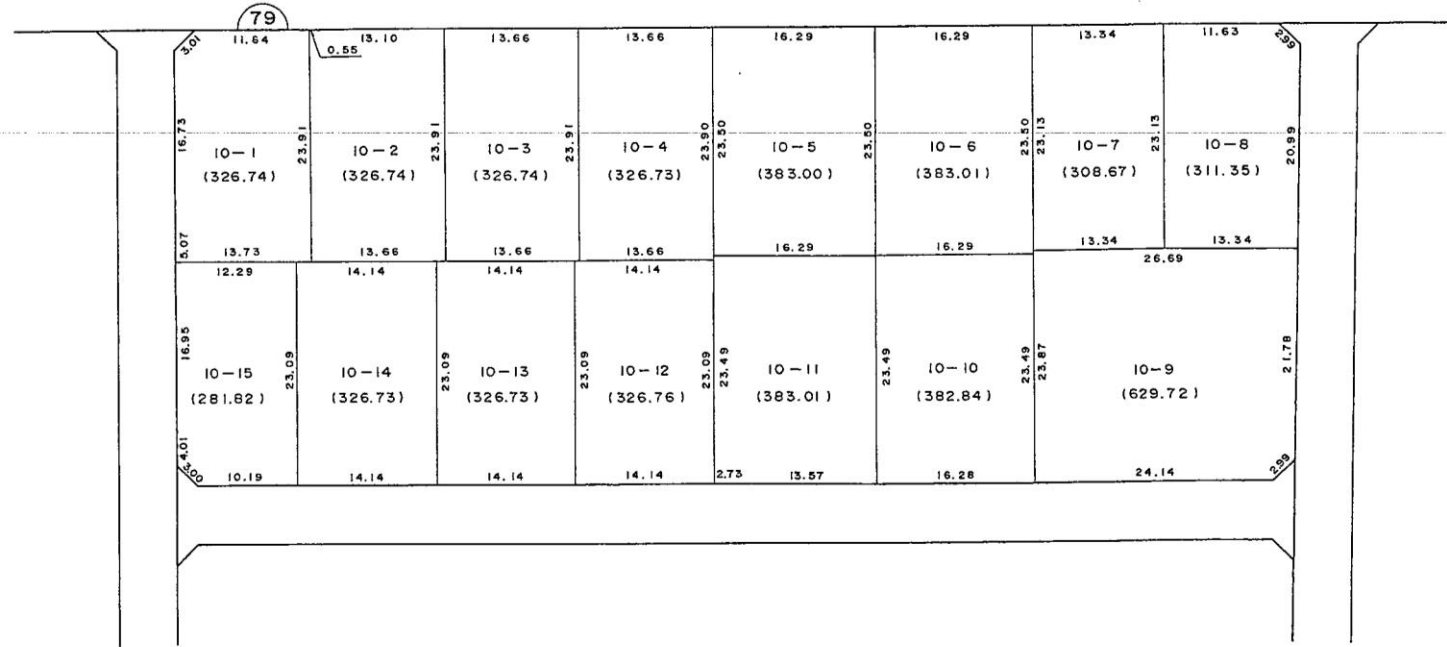 79
3.01 11.64 13.10 13.66 13.66 16.29 16.29 13.34 11.63 2.99
0.55
16.73 23.91 23.91 23.91 23.90 23.50 23.50 23.50 23.13 23.13 20.99
10-1 10-2 10-3 10-4 10-5 10-6 10-7 10-8
(326.74) (326.74) (326.74) (326.73) (383.00) (383.01) (308.67) (311.35)
5.07 13.73 13.66 13.66 13.66 16.29 16.29 13.34 13.34
12.29 14.14 14.14 14.14 26.69
16.95 23.09 23.09 23.09 23.09 23.49 23.49 23.49 23.87 21.78
10-15 10-14 10-13 10-12 10-11 10-10 10-9
(281.82) (326.73) (326.73) (326.76) (383.01) (382.84) (629.72)
4.01 3.00 10.19 14.14 14.14 14.14 2.73 13.57 16.28 24.14 2.99